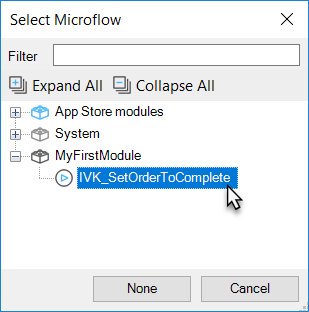 Select Microflow
Filter
Expand All Collapse All
App Store modules
System
MyFirstModule
IVK_SetOrderToComplete
None Cancel